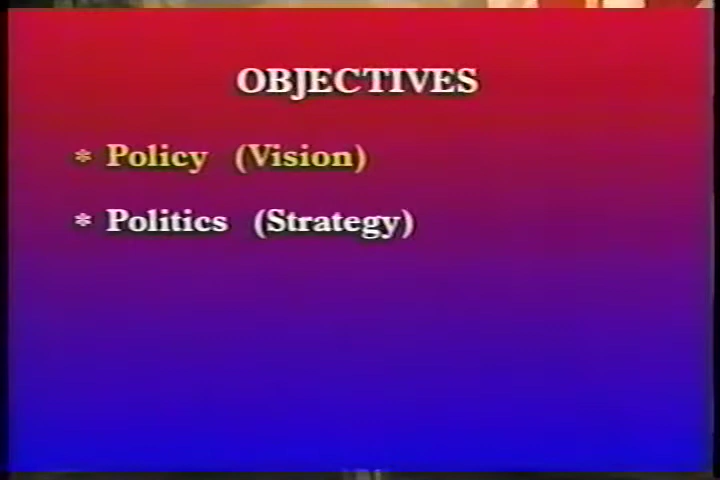 OBJECTIVES
* Policy (Vision)
* Politics (Strategy)